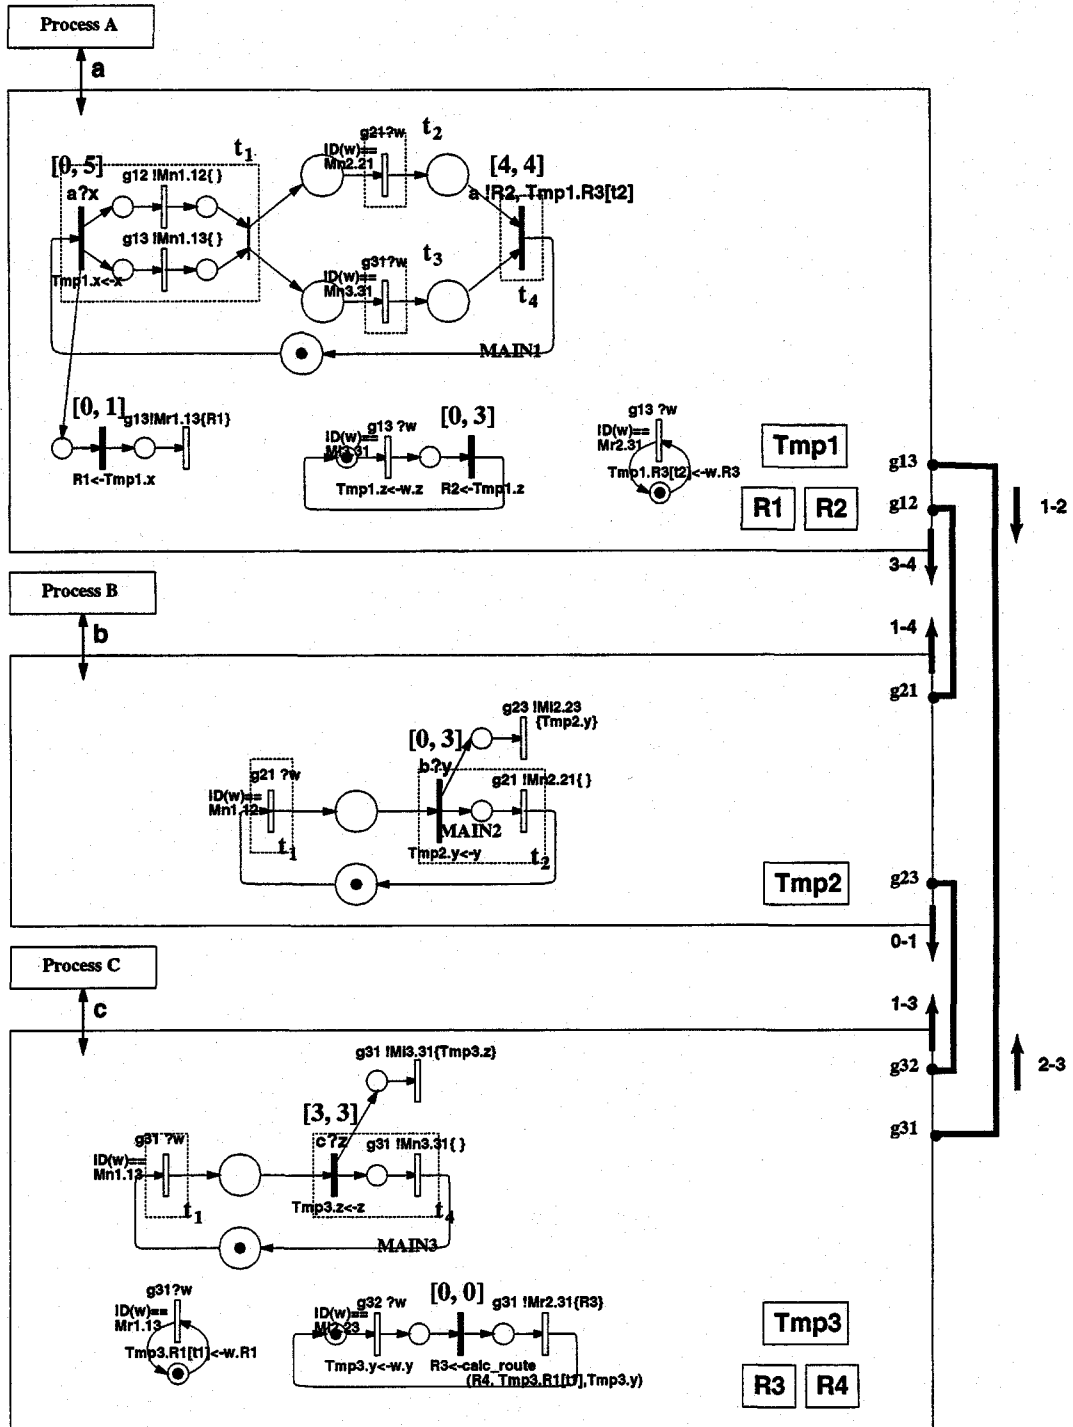 Process A
a
t1
g21?w
t2
ID(w)==
Mn2.21
[0, 5]
g12 !Mn1.12{ }
[4, 4]
a?x
a !R2, Tmp1.R3[t2]
g13 !Mn1.13{ }
g31?w
t3
ID(w)==
Mn3.31
Tmp1.x<-x
t4
MAIN1
[0, 1]
g13!Mr1.13{R1}
R1<-Tmp1.x
g13 ?w
[0, 3]
ID(w)==
Tmp1.z<-w.z
R2<-Tmp1.z
g13 ?w
ID(w)==
Mr2.31
Tmp1.R3[t2]<-w.R3
Tmp1
R1
R2
g13
g12
1-2
3-4
Process B
b
1-4
g21
g23 !Mi2.23
{Tmp2.y}
[0, 3]
b?y
g21 ?w
g21 !Mn2.21{ }
ID(w)==
Mn1.12
MAIN2
t1
Tmp2.y<-y
t2
Tmp2
g23
0-1
Process C
c
1-3
g32
2-3
g31
g31 !Mi3.31{Tmp3.z}
[3, 3]
g31 ?w
c?z
g31 !Mn3.31{ }
ID(w)==
Mn1.13
t1
Tmp3.z<-z
t4
MAIN3
g31?w
ID(w)==
Mr1.13
Tmp3.R1[t1]<-w.R1
g32 ?w
[0, 0]
g31 !Mr2.31{R3}
ID(w)==
Tmp3.y<-w.y
R3<-calc_route
(R4, Tmp3.R1[t1],Tmp3.y)
Tmp3
R3
R4